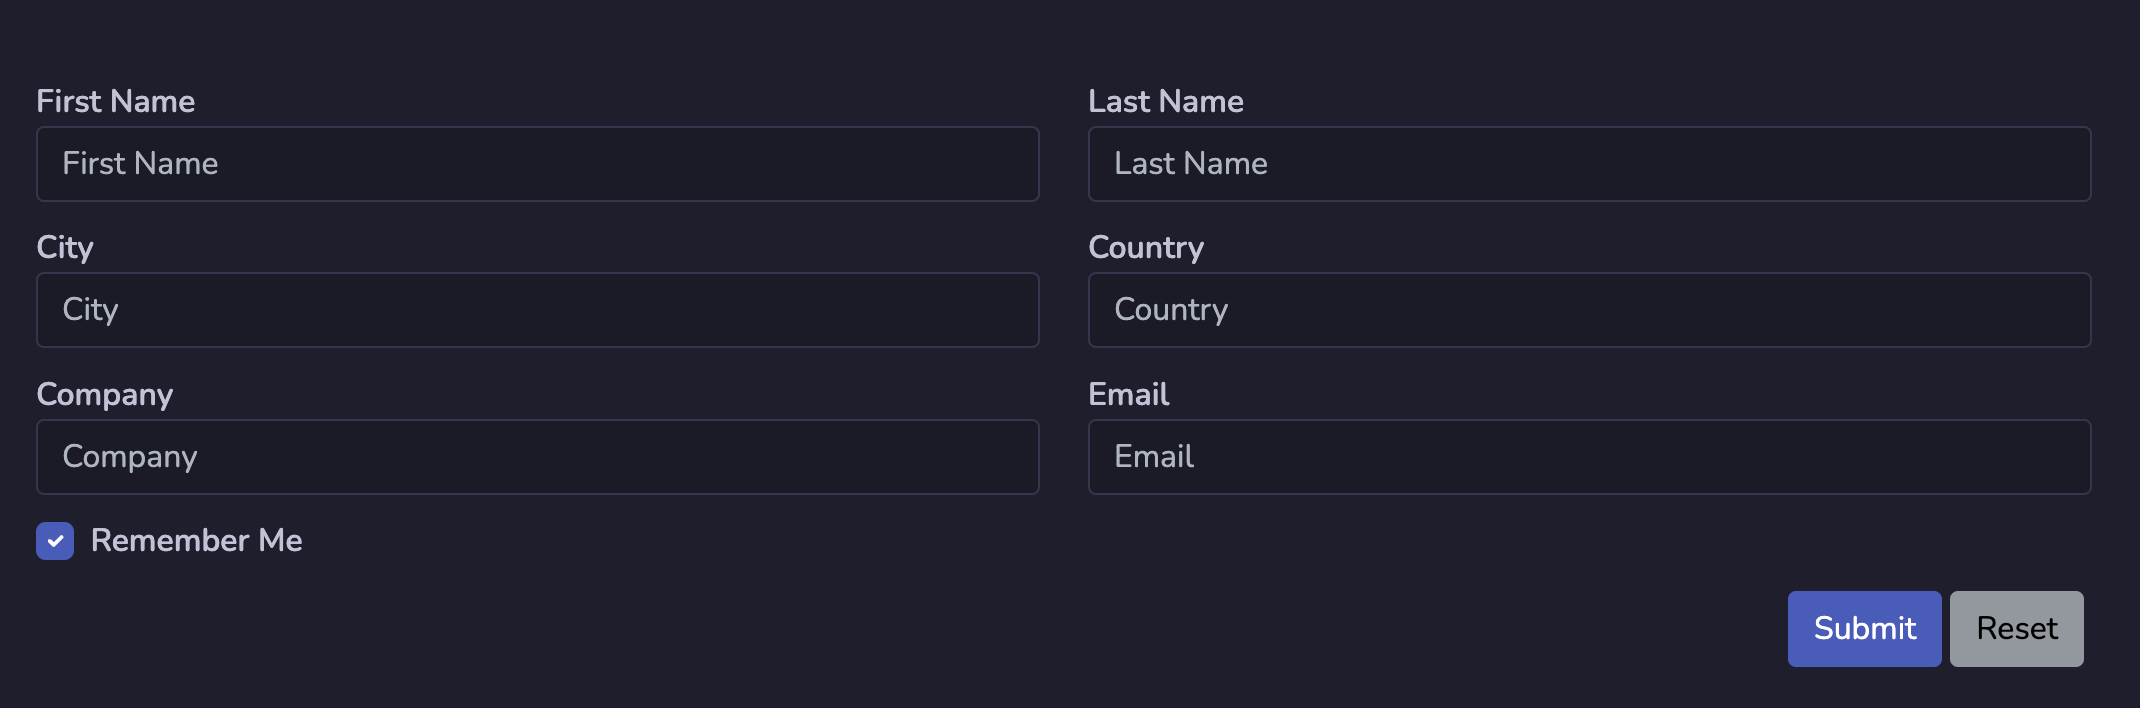 First Name Last Name
First Name Last Name
City Country
City Country
Company Email
Company Email
Remember Me
Submit Reset